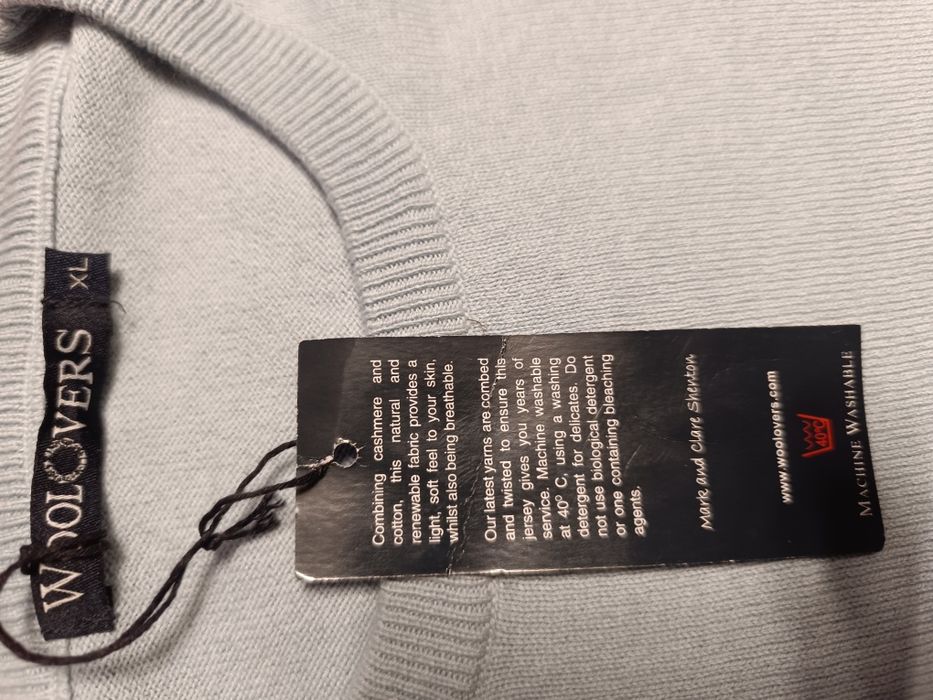 WOOLOVERS
XL
Combining cashmere and
cotton, this natural and
renewable fabric provides a
light, soft feel to your skin,
whilst also being breathable.
Our latest yarns are combed
and twisted to ensure this
jersey gives you years of
service. Machine washable
at 40º C, using a washing
detergent for delicates. Do
not use biological detergent
or one containing bleaching
agents.
Mark and Clare Shenton
www.woolovers.com
40ºC
MACHINE WASHABLE